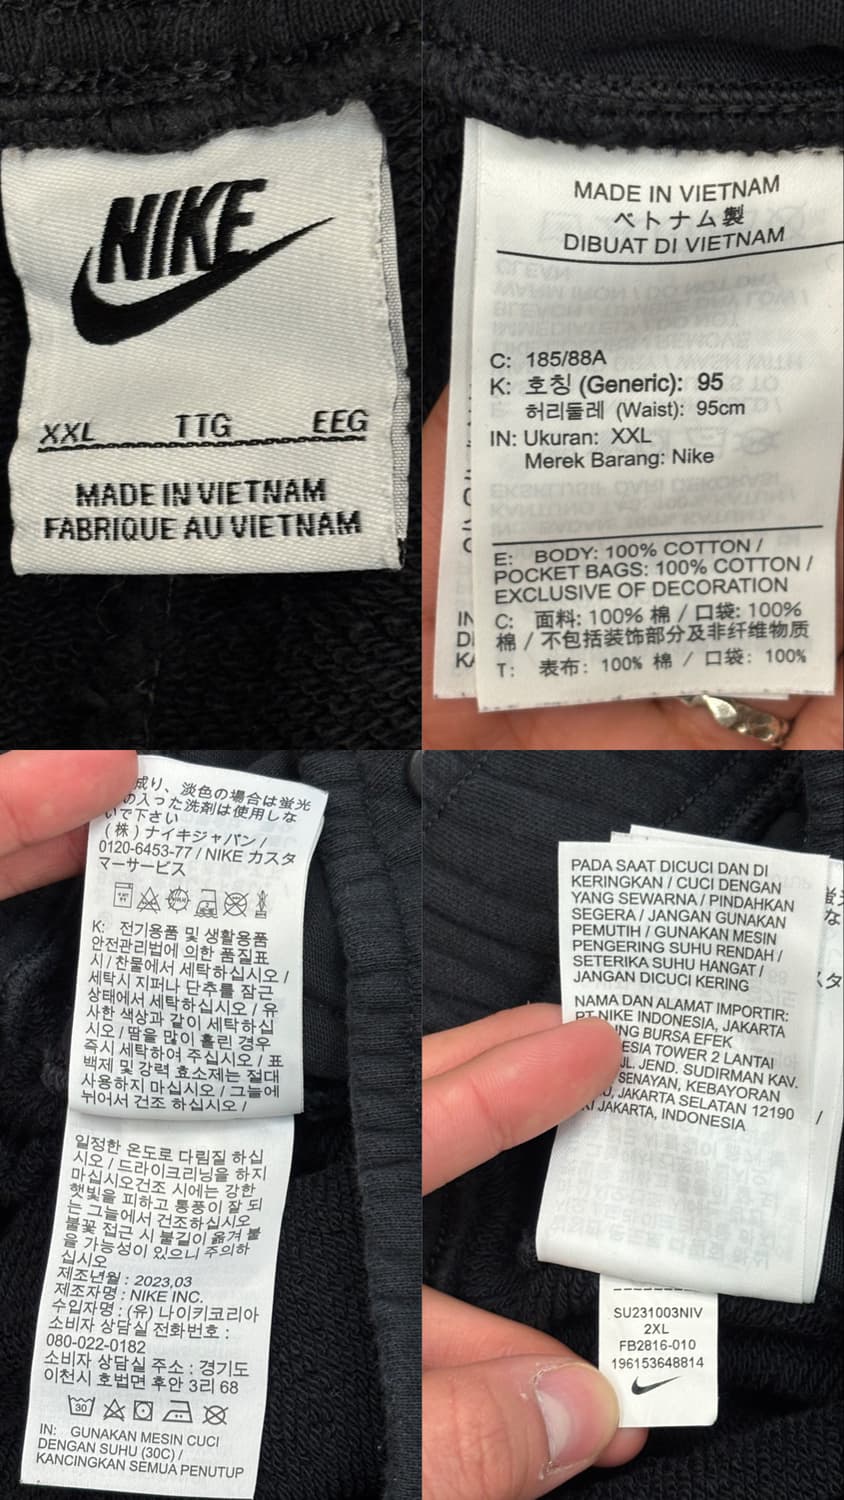 NIKE
XXL TTG EEG
MADE IN VIETNAM
FABRIQUE AU VIETNAM
MADE IN VIETNAM
ベトナム製
DIBUAT DI VIETNAM
C: 185/88A
K: 호칭 (Generic): 95
허리둘레 (Waist): 95cm
IN: Ukuran: XXL
Merek Barang: Nike
E: BODY: 100% COTTON /
POCKET BAGS: 100% COTTON /
EXCLUSIVE OF DECORATION
C: 面料: 100% 棉 / 口袋: 100%
棉 / 不包括装饰部分及非纤维物质
T: 表布: 100% 棉 / 口袋: 100%
成り、淡色の場合は蛍光
の入った洗剤は使用しな
いで下さい
(株) ナイキジャパン /
0120-6453-77 / NIKE カスタ
マーサービス
K: 전기용품 및 생활용품
안전관리법에 의한 품질표
시 / 찬물에서 세탁하십시오 /
세탁시 지퍼나 단추를 잠근
상태에서 세탁하십시오 / 유
사한 색상과 같이 세탁하십
시오 / 땀을 많이 흘린 경우
즉시 세탁하여 주십시오 / 표
백제 및 강력 효소제는 절대
사용하지 마십시오 / 그늘에
뉘어서 건조 하십시오 /
일정한 온도로 다림질 하십
시오 / 드라이크리닝을 하지
마십시오건조 시에는 강한
햇빛을 피하고 통풍이 잘 되
는 그늘에서 건조하십시오
불꽃 접근 시 불길이 옮겨 붙
을 가능성이 있으니 주의하
십시오
제조년월 : 2023,03
제조자명 : NIKE INC.
수입자명 : (유) 나이키코리아
소비자 상담실 전화번호 :
080-022-0182
소비자 상담실 주소 : 경기도
이천시 호법면 후안 3리 68
30
IN: GUNAKAN MESIN CUCI
DENGAN SUHU (30C) /
KANCINGKAN SEMUA PENUTUP
PADA SAAT DICUCI DAN DI
KERINGKAN / CUCI DENGAN
YANG SEWARNA / PINDAHKAN
SEGERA / JANGAN GUNAKAN
PEMUTIH / GUNAKAN MESIN
PENGERING SUHU RENDAH /
SETERIKA SUHU HANGAT /
JANGAN DICUCI KERING
NAMA DAN ALAMAT IMPORTIR:
PT NIKE INDONESIA, JAKARTA
BURSA EFEK
TOWER 2 LANTAI
JL. JEND. SUDIRMAN KAV.
SENAYAN, KEBAYORAN
JAKARTA SELATAN 12190
JAKARTA, INDONESIA
SU231003NIV
2XL
FB2816-010
196153648814